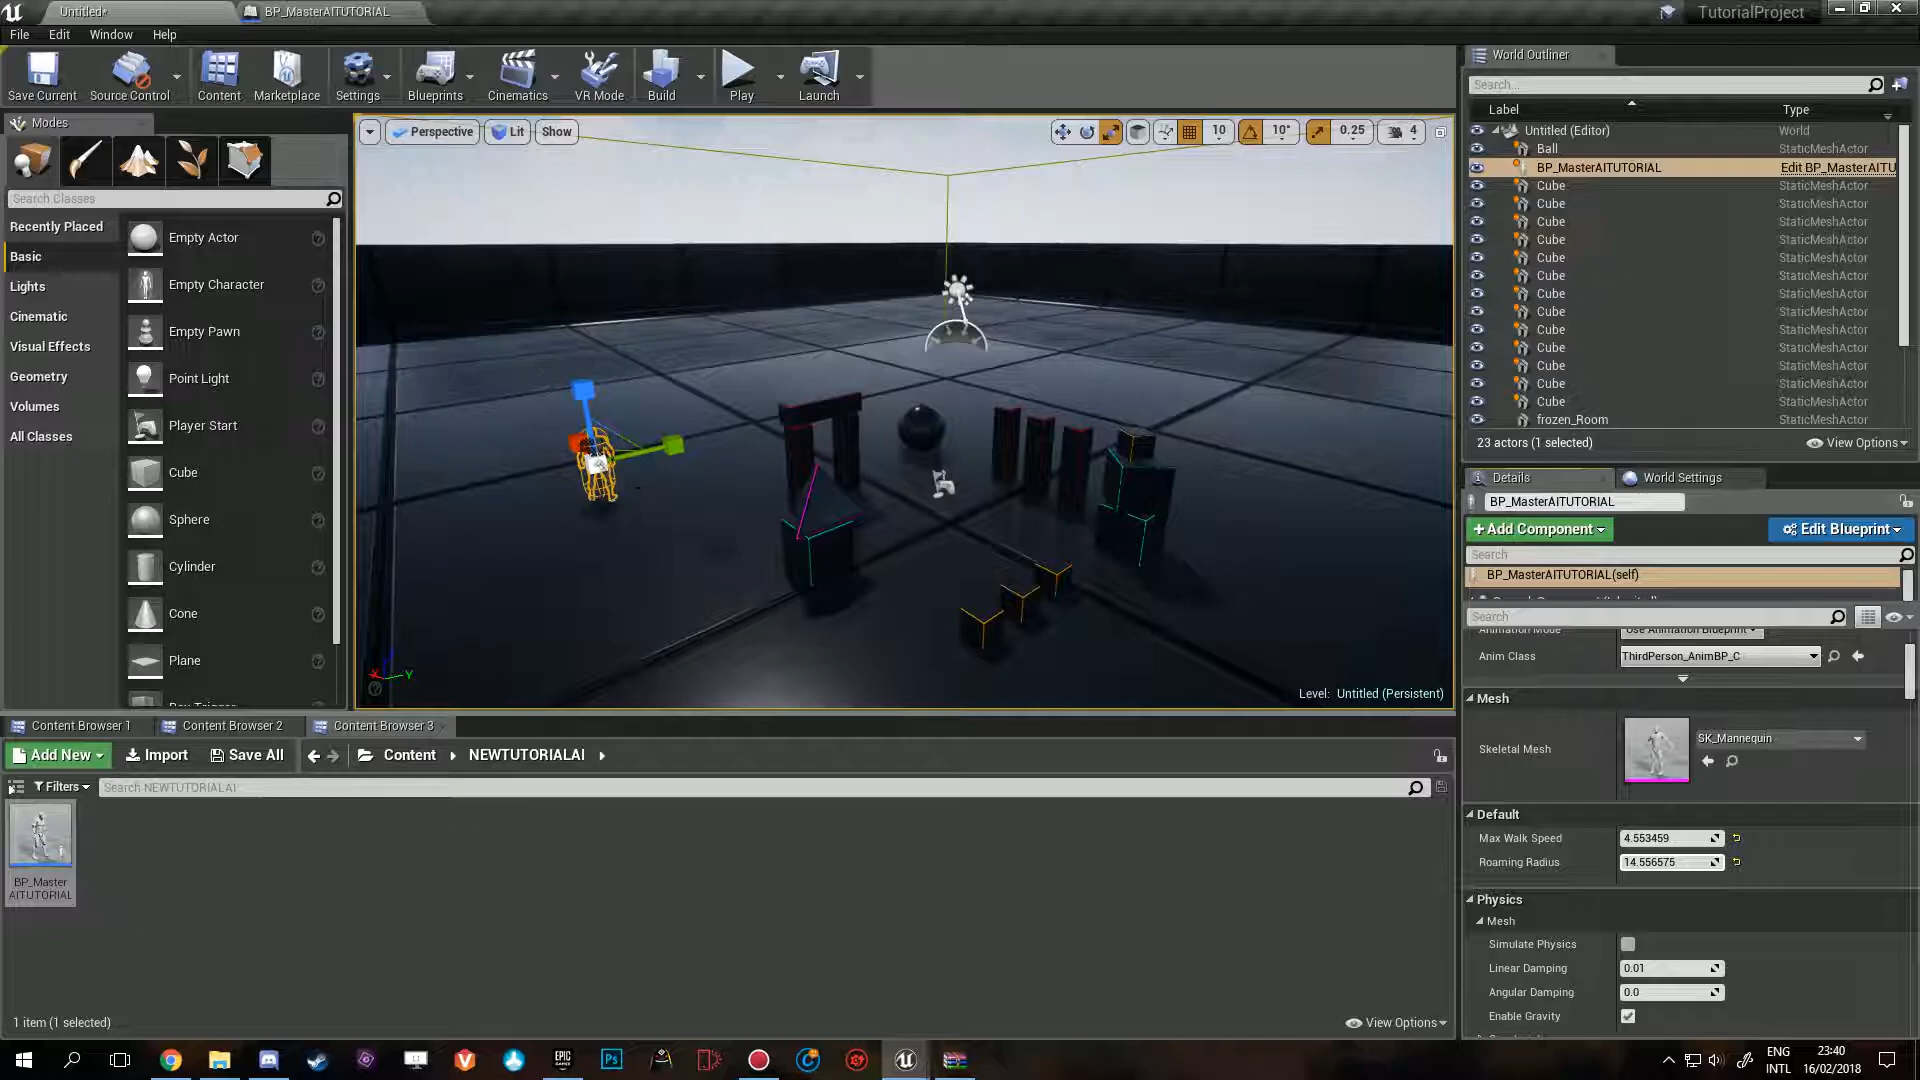 Untitled*
BP_MasterAITUTORIAL
TutorialProject
File Edit Window Help
Save Current
Source Control
Content
Marketplace
Settings
Blueprints
Cinematics
VR Mode
Build
Play
Launch
Modes
Search Classes
Recently Placed
Basic
Lights
Cinematic
Visual Effects
Geometry
Volumes
All Classes
Empty Actor
Empty Character
Empty Pawn
Point Light
Player Start
Cube
Sphere
Cylinder
Cone
Plane
Box Trigger
Perspective Lit Show
10 10° 0.25 4
Level: Untitled (Persistent)
World Outliner
Search...
Label Type
Untitled (Editor) World
Ball StaticMeshActor
BP_MasterAITUTORIAL Edit BP_MasterAITU
Cube StaticMeshActor
Cube StaticMeshActor
Cube StaticMeshActor
Cube StaticMeshActor
Cube StaticMeshActor
Cube StaticMeshActor
Cube StaticMeshActor
Cube StaticMeshActor
Cube StaticMeshActor
Cube StaticMeshActor
Cube StaticMeshActor
Cube StaticMeshActor
Cube StaticMeshActor
frozen_Room StaticMeshActor
23 actors (1 selected)
View Options
Details
World Settings
BP_MasterAITUTORIAL
+Add Component
Edit Blueprint
Search
BP_MasterAITUTORIAL(self)
Search
Animation Mode Use Animation Blueprint
Anim Class ThirdPerson_AnimBP_C
Mesh
Skeletal Mesh SK_Mannequin
Default
Max Walk Speed 4.553459
Roaming Radius 14.556575
Physics
Mesh
Simulate Physics
Linear Damping 0.01
Angular Damping 0.0
Enable Gravity
Content Browser 1
Content Browser 2
Content Browser 3
Add New Import Save All Content NEWTUTORIALAI
Filters
Search NEWTUTORIALAI
BP_Master
AITUTORIAL
1 item (1 selected)
View Options
X Y
EPIC
GAMES
Ps
ENG
INTL
23:40
16/02/2018